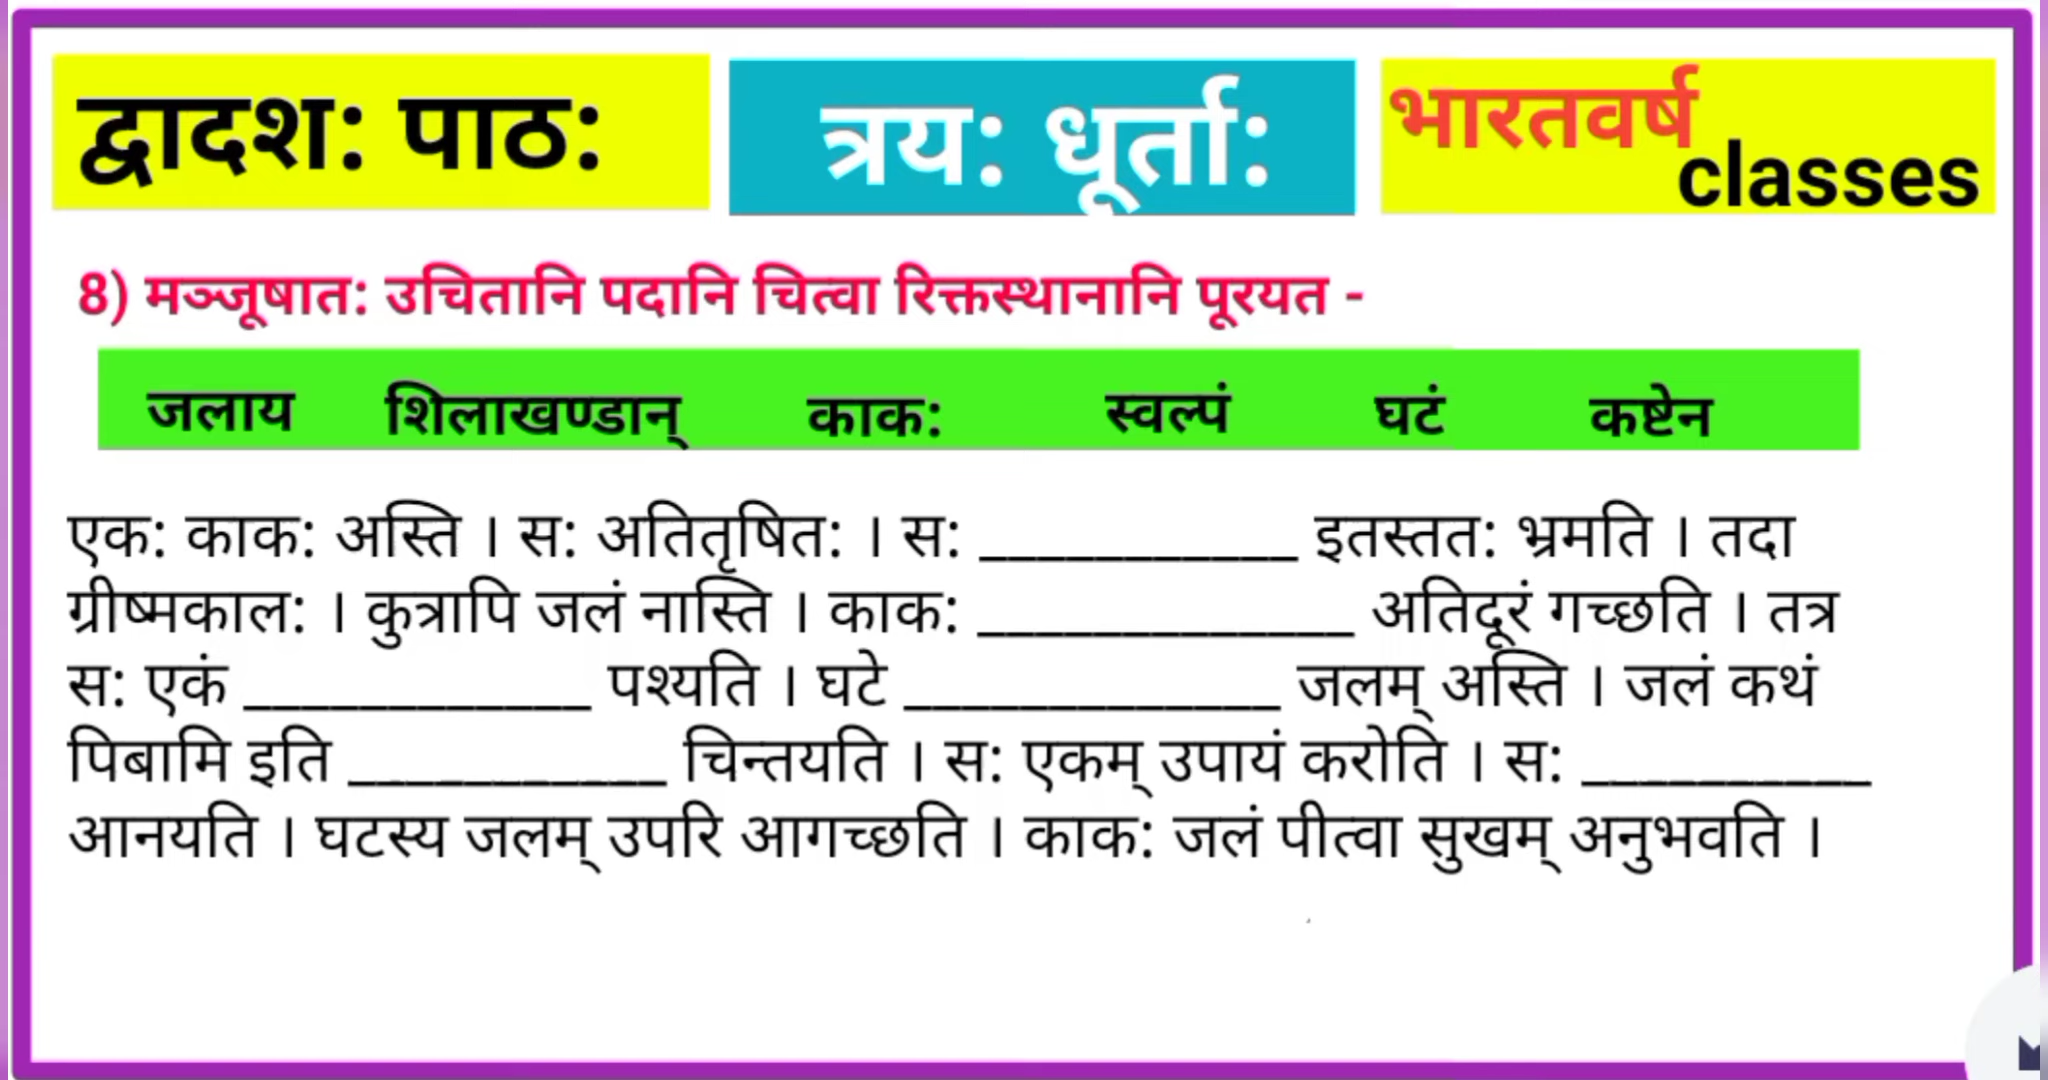 द्वादश: पाठ:
त्रय: धूर्ता:
भारतवर्ष
classes
8) मञ्जूषात: उचितानि पदानि चित्वा रिक्तस्थानानि पूरयत -
जलाय शिलाखण्डान् काक: स्वल्पं घटं कष्टेन
एक: काक: अस्ति । स: अतितृषित: । स: ___________ इतस्तत: भ्रमति । तदा
ग्रीष्मकाल: । कुत्रापि जलं नास्ति । काक: _____________ अतिदूरं गच्छति । तत्र
स: एकं ____________ पश्यति । घटे _____________ जलम् अस्ति । जलं कथं
पिबामि इति ___________ चिन्तयति । स: एकम् उपायं करोति । स: __________
आनयति । घटस्य जलम् उपरि आगच्छति । काक: जलं पीत्वा सुखम् अनुभवति ।